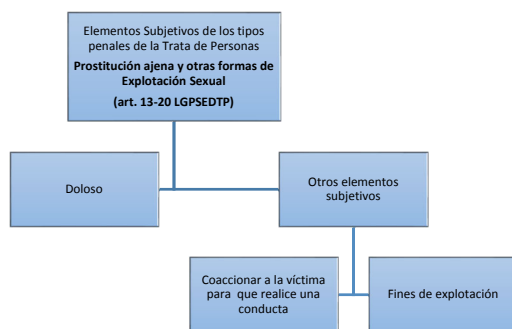 Elementos Subjetivos de los tipos
penales de la Trata de Personas
Prostitución ajena y otras formas de
Explotación Sexual
(art. 13-20 LGPSEDTP)
Doloso
Otros elementos
subjetivos
Coaccionar a la víctima
para que realice una
conducta
Fines de explotación